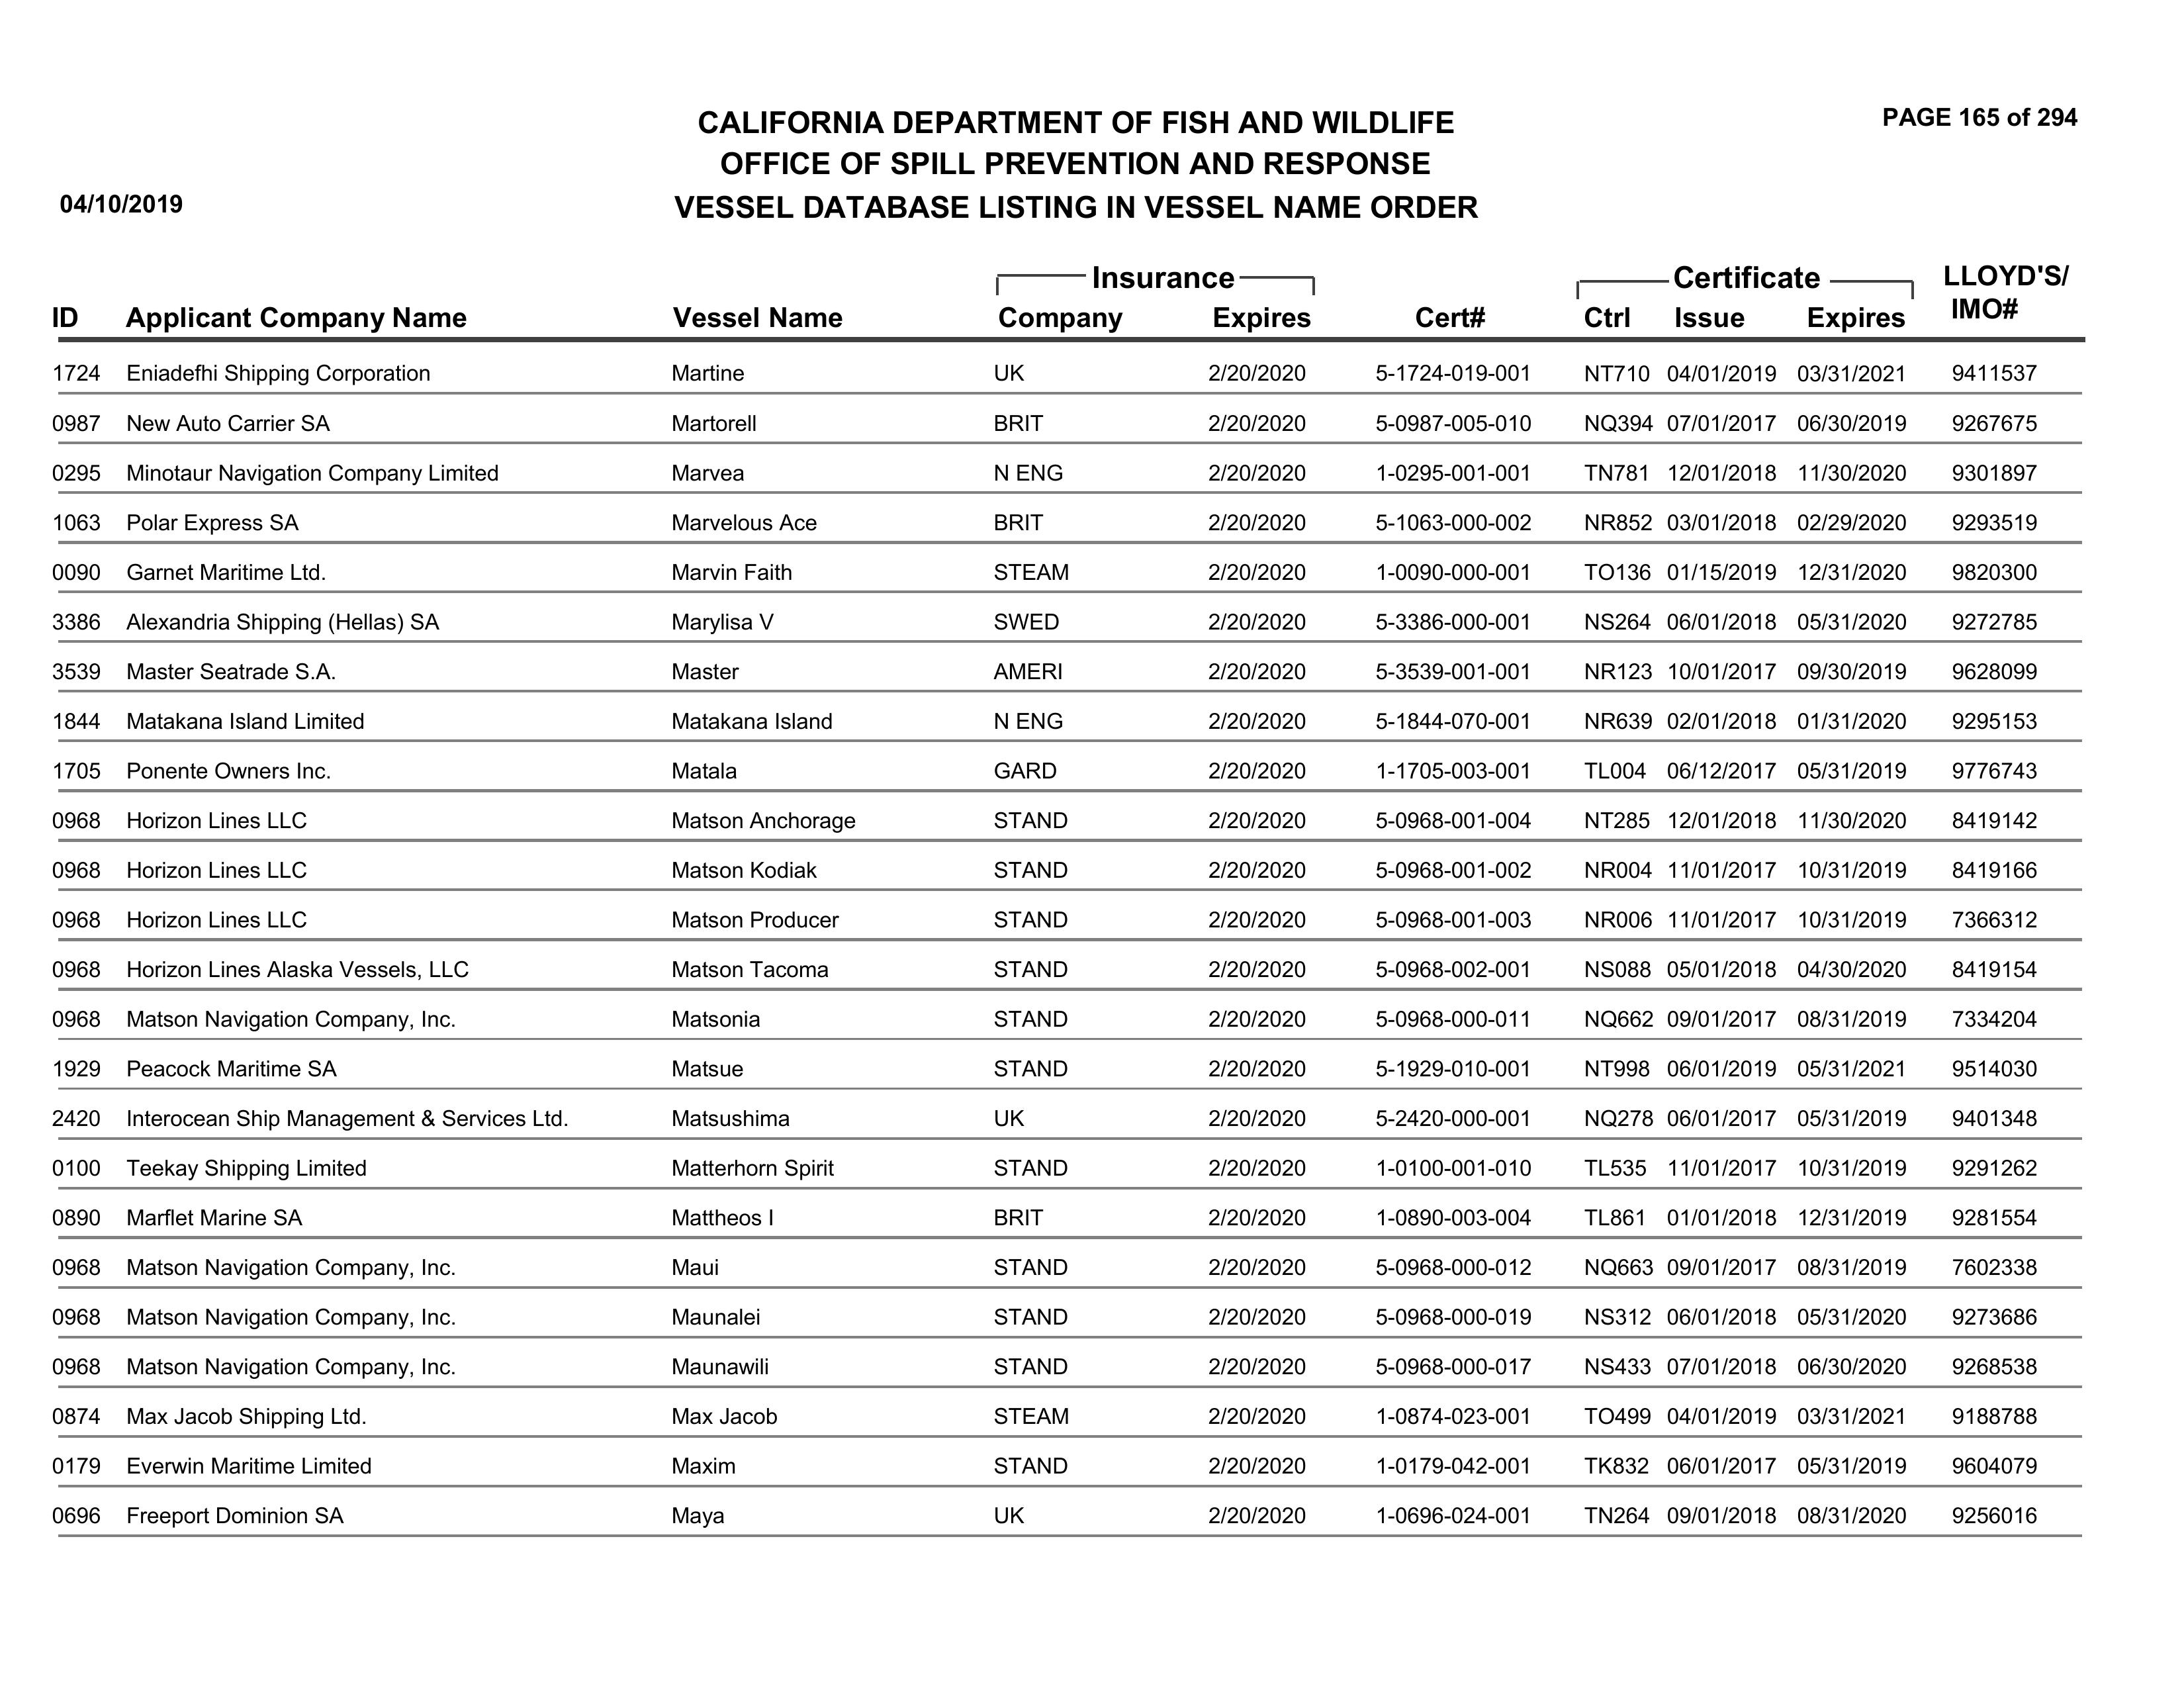 PAGE 165 of 294
CALIFORNIA DEPARTMENT OF FISH AND WILDLIFE
OFFICE OF SPILL PREVENTION AND RESPONSE
04/10/2019 VESSEL DATABASE LISTING IN VESSEL NAME ORDER
Insurance Certificate LLOYD'S/
ID Applicant Company Name Vessel Name Company Expires Cert# Ctrl Issue Expires IMO#
1724 Eniadefhi Shipping Corporation Martine UK 2/20/2020 5-1724-019-001 NT710 04/01/2019 03/31/2021 9411537
0987 New Auto Carrier SA Martorell BRIT 2/20/2020 5-0987-005-010 NQ394 07/01/2017 06/30/2019 9267675
0295 Minotaur Navigation Company Limited Marvea N ENG 2/20/2020 1-0295-001-001 TN781 12/01/2018 11/30/2020 9301897
1063 Polar Express SA Marvelous Ace BRIT 2/20/2020 5-1063-000-002 NR852 03/01/2018 02/29/2020 9293519
0090 Garnet Maritime Ltd. Marvin Faith STEAM 2/20/2020 1-0090-000-001 TO136 01/15/2019 12/31/2020 9820300
3386 Alexandria Shipping (Hellas) SA Marylisa V SWED 2/20/2020 5-3386-000-001 NS264 06/01/2018 05/31/2020 9272785
3539 Master Seatrade S.A. Master AMERI 2/20/2020 5-3539-001-001 NR123 10/01/2017 09/30/2019 9628099
1844 Matakana Island Limited Matakana Island N ENG 2/20/2020 5-1844-070-001 NR639 02/01/2018 01/31/2020 9295153
1705 Ponente Owners Inc. Matala GARD 2/20/2020 1-1705-003-001 TL004 06/12/2017 05/31/2019 9776743
0968 Horizon Lines LLC Matson Anchorage STAND 2/20/2020 5-0968-001-004 NT285 12/01/2018 11/30/2020 8419142
0968 Horizon Lines LLC Matson Kodiak STAND 2/20/2020 5-0968-001-002 NR004 11/01/2017 10/31/2019 8419166
0968 Horizon Lines LLC Matson Producer STAND 2/20/2020 5-0968-001-003 NR006 11/01/2017 10/31/2019 7366312
0968 Horizon Lines Alaska Vessels, LLC Matson Tacoma STAND 2/20/2020 5-0968-002-001 NS088 05/01/2018 04/30/2020 8419154
0968 Matson Navigation Company, Inc. Matsonia STAND 2/20/2020 5-0968-000-011 NQ662 09/01/2017 08/31/2019 7334204
1929 Peacock Maritime SA Matsue STAND 2/20/2020 5-1929-010-001 NT998 06/01/2019 05/31/2021 9514030
2420 Interocean Ship Management & Services Ltd. Matsushima UK 2/20/2020 5-2420-000-001 NQ278 06/01/2017 05/31/2019 9401348
0100 Teekay Shipping Limited Matterhorn Spirit STAND 2/20/2020 1-0100-001-010 TL535 11/01/2017 10/31/2019 9291262
0890 Marflet Marine SA Mattheos I BRIT 2/20/2020 1-0890-003-004 TL861 01/01/2018 12/31/2019 9281554
0968 Matson Navigation Company, Inc. Maui STAND 2/20/2020 5-0968-000-012 NQ663 09/01/2017 08/31/2019 7602338
0968 Matson Navigation Company, Inc. Maunalei STAND 2/20/2020 5-0968-000-019 NS312 06/01/2018 05/31/2020 9273686
0968 Matson Navigation Company, Inc. Maunawili STAND 2/20/2020 5-0968-000-017 NS433 07/01/2018 06/30/2020 9268538
0874 Max Jacob Shipping Ltd. Max Jacob STEAM 2/20/2020 1-0874-023-001 TO499 04/01/2019 03/31/2021 9188788
0179 Everwin Maritime Limited Maxim STAND 2/20/2020 1-0179-042-001 TK832 06/01/2017 05/31/2019 9604079
0696 Freeport Dominion SA Maya UK 2/20/2020 1-0696-024-001 TN264 09/01/2018 08/31/2020 9256016